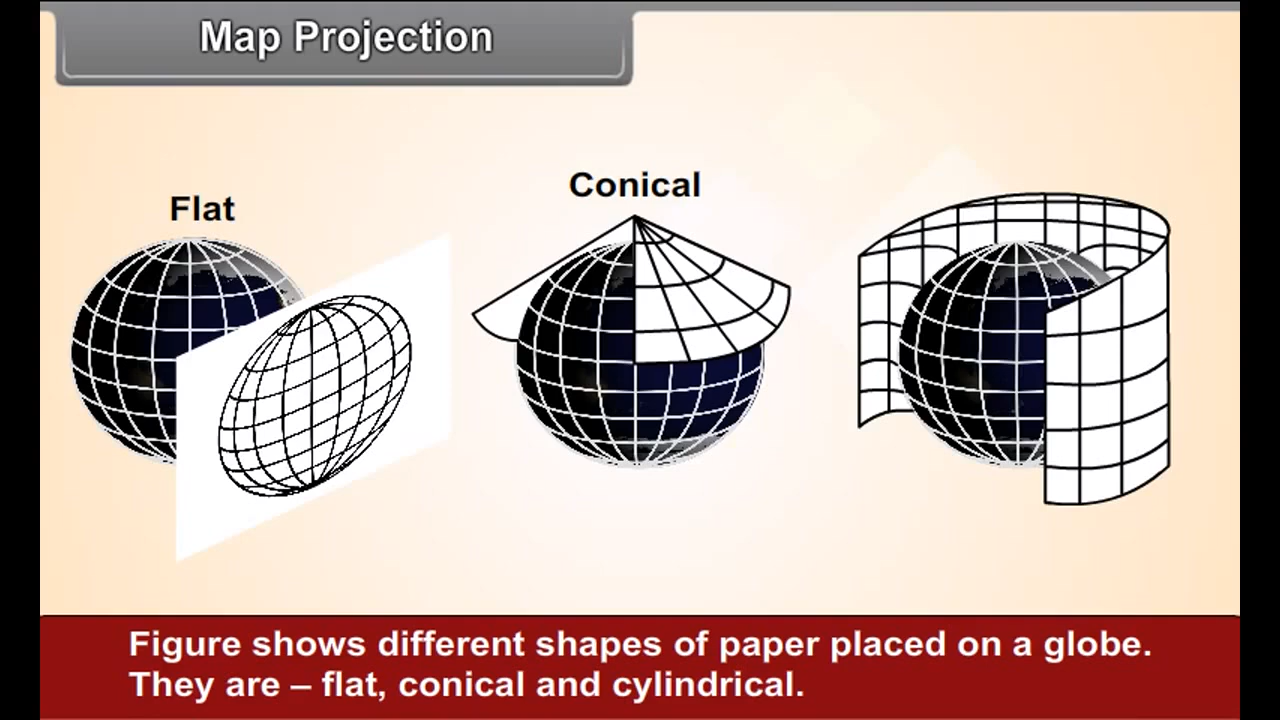 Map Projection
Flat
Conical
Figure shows different shapes of paper placed on a globe.
They are – flat, conical and cylindrical.